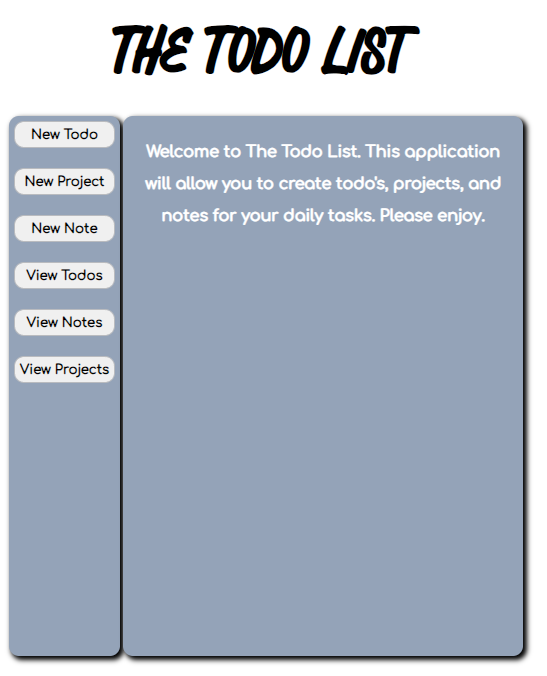 THE TODO LIST
New Todo
New Project
New Note
View Todos
View Notes
View Projects
Welcome to The Todo List. This application
will allow you to create todo's, projects, and
notes for your daily tasks. Please enjoy.